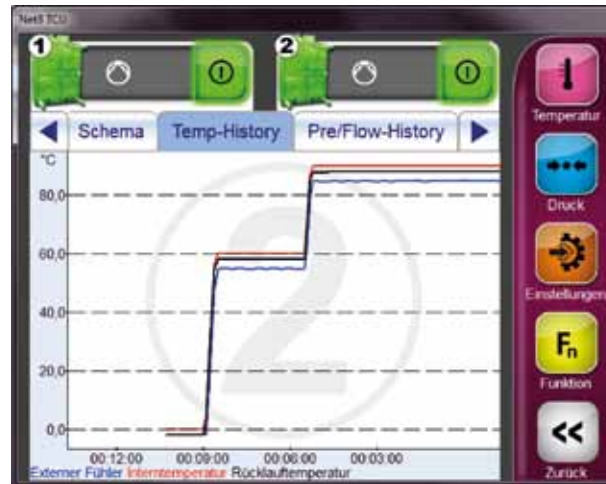 Net5 TCU
1 2
Schema Temp-History Pre/Flow-History
Temperatur
°C
80,0
Druck
60,0
2
Einstellungen
40,0
Fn
20,0
Funktion
0,0
00:12:00 00:09:00 00:06:00 00:03:00
Externer Fühler Interntemperatur Rücklauftemperatur
Zurück